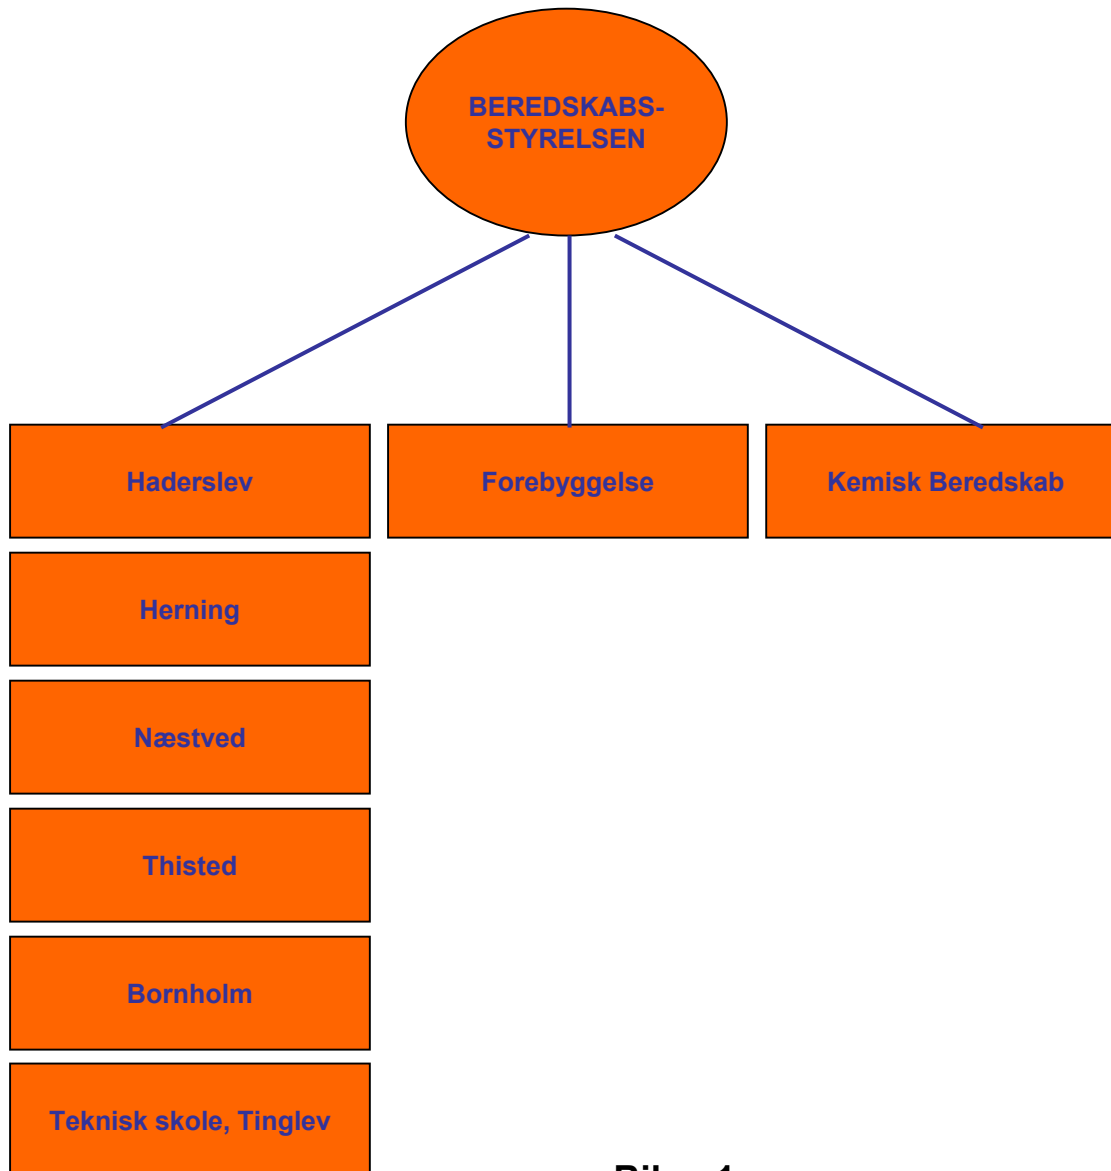 BEREDSKABS-
STYRELSEN
Haderslev
Forebyggelse
Kemisk Beredskab
Herning
Næstved
Thisted
Bornholm
Teknisk skole, Tinglev